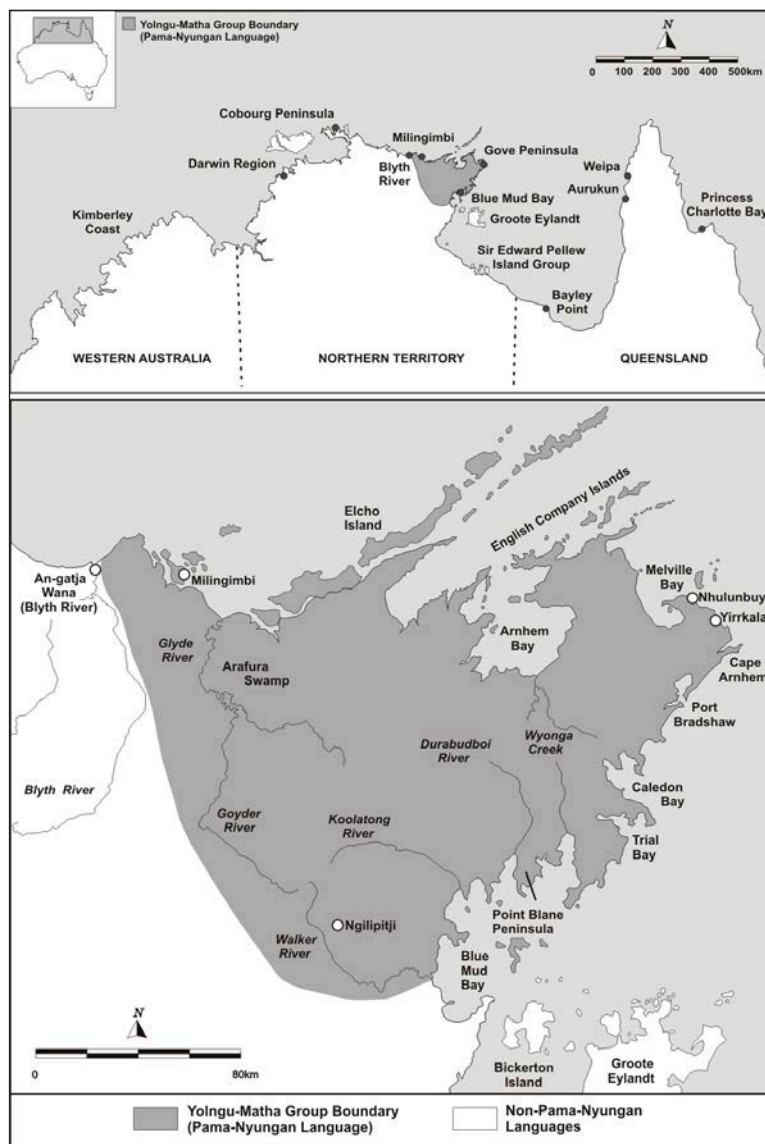 Yolngu-Matha Group Boundary
(Pama-Nyungan Language)
N
0 100 200 300 400 500km
Cobourg Peninsula
Milingimbi
Gove Peninsula
Darwin Region
Blyth
River
Weipa
Aurukun
Blue Mud Bay
Princess
Charlotte Bay
Kimberley
Coast
Groote Eylandt
Sir Edward Pellew
Island Group
Bayley
Point
WESTERN AUSTRALIA
NORTHERN TERRITORY
QUEENSLAND
Elcho
Island
English Company Islands
An-gatja
Wana
(Blyth River)
Milingimbi
Melville
Bay
Nhulunbuy
Yirrkala
Glyde
River
Arafura
Swamp
Arnhem
Bay
Cape
Arnhem
Port
Bradshaw
Durabudboi
River
Wyonga
Creek
Blyth River
Caledon
Bay
Goyder
River
Koolatong
River
Trial
Bay
Ngilipitji
Point Blane
Peninsula
Walker
River
Blue
Mud
Bay
N
0 80km
Bickerton
Island
Groote
Eylandt
Yolngu-Matha Group Boundary
(Pama-Nyungan Language)
Non-Pama-Nyungan
Languages